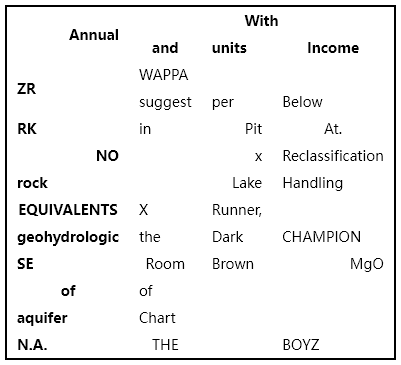 Annual With
and units Income
ZR WAPPA
suggest per Below
RK in Pit At.
NO x Reclassification
rock Lake Handling
EQUIVALENTS X Runner,
geohydrologic the Dark CHAMPION
SE Room Brown MgO
of of
aquifer Chart
N.A. THE BOYZ